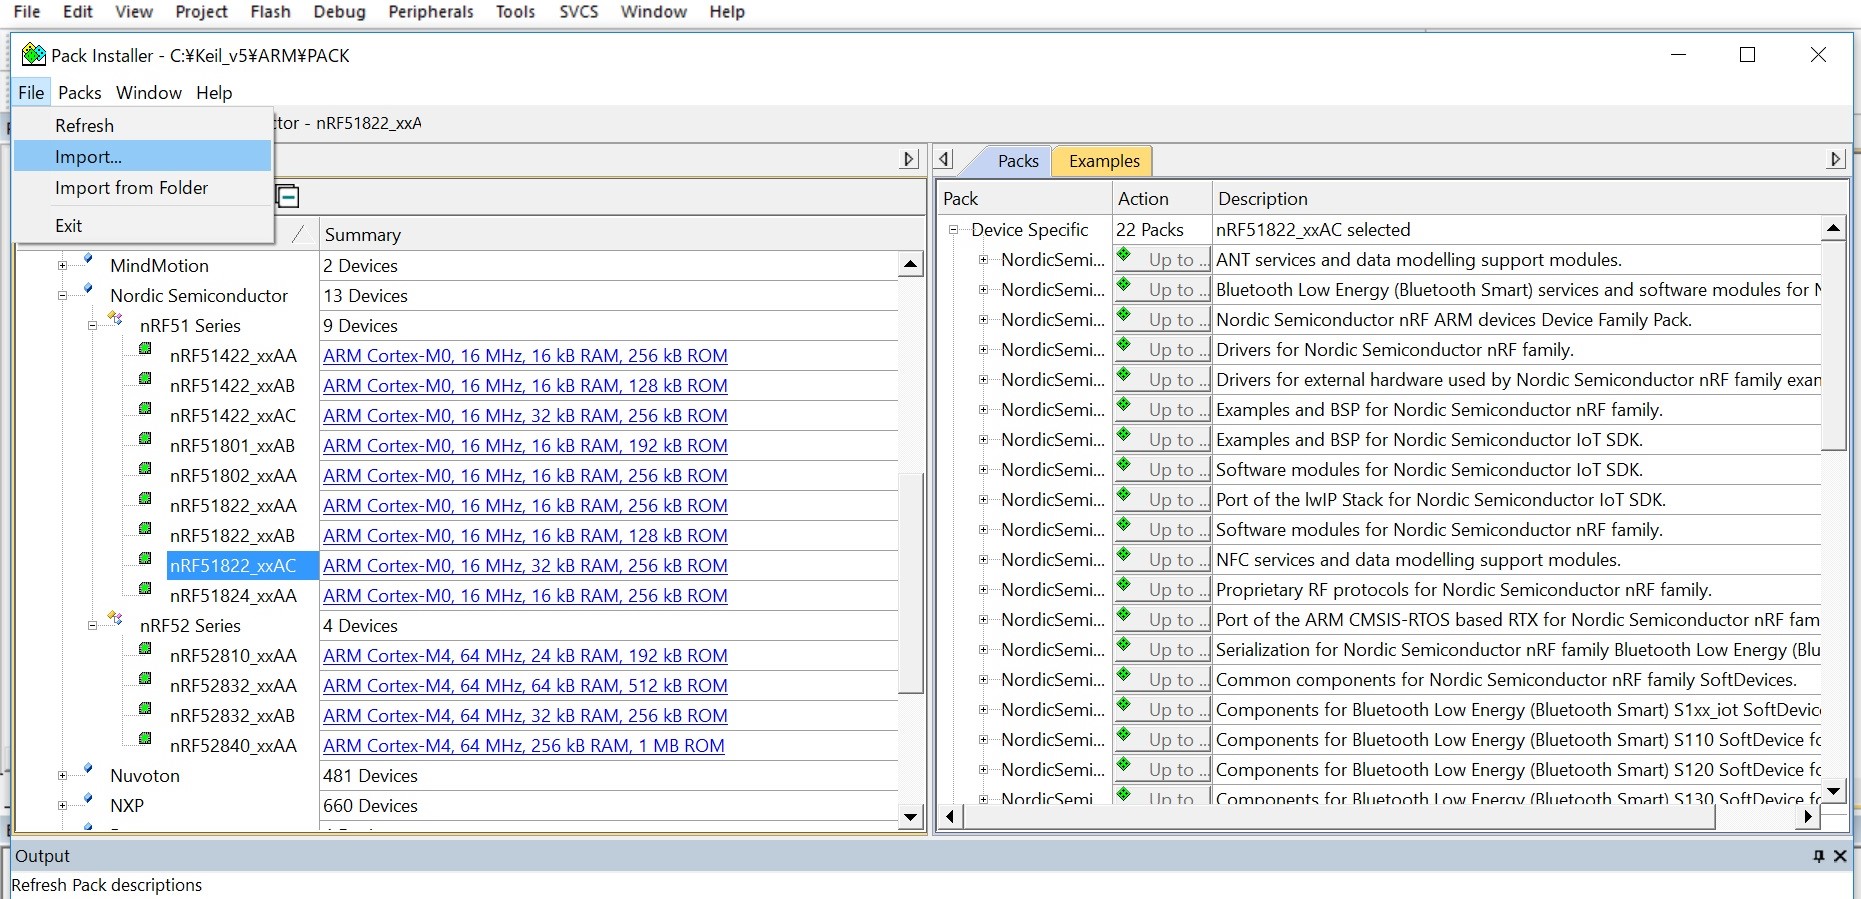 File Edit View Project Flash Debug Peripherals Tools SVCS Window Help
Pack Installer - C:¥Keil_v5¥ARM¥PACK
File Packs Window Help
Refresh
Import...
Import from Folder
Exit
- nRF51822_xxA
Summary
MindMotion 2 Devices
Nordic Semiconductor 13 Devices
nRF51 Series 9 Devices
nRF51422_xxAA ARM Cortex-M0, 16 MHz, 16 kB RAM, 256 kB ROM
nRF51422_xxAB ARM Cortex-M0, 16 MHz, 16 kB RAM, 128 kB ROM
nRF51422_xxAC ARM Cortex-M0, 16 MHz, 32 kB RAM, 256 kB ROM
nRF51801_xxAB ARM Cortex-M0, 16 MHz, 16 kB RAM, 192 kB ROM
nRF51802_xxAA ARM Cortex-M0, 16 MHz, 16 kB RAM, 256 kB ROM
nRF51822_xxAA ARM Cortex-M0, 16 MHz, 16 kB RAM, 256 kB ROM
nRF51822_xxAB ARM Cortex-M0, 16 MHz, 16 kB RAM, 128 kB ROM
nRF51822_xxAC ARM Cortex-M0, 16 MHz, 32 kB RAM, 256 kB ROM
nRF51824_xxAA ARM Cortex-M0, 16 MHz, 16 kB RAM, 256 kB ROM
nRF52 Series 4 Devices
nRF52810_xxAA ARM Cortex-M4, 64 MHz, 24 kB RAM, 192 kB ROM
nRF52832_xxAA ARM Cortex-M4, 64 MHz, 64 kB RAM, 512 kB ROM
nRF52832_xxAB ARM Cortex-M4, 64 MHz, 32 kB RAM, 256 kB ROM
nRF52840_xxAA ARM Cortex-M4, 64 MHz, 256 kB RAM, 1 MB ROM
Nuvoton 481 Devices
NXP 660 Devices
Packs Examples
Pack Action Description
Device Specific 22 Packs nRF51822_xxAC selected
NordicSemi... Up to ... ANT services and data modelling support modules.
NordicSemi... Up to ... Bluetooth Low Energy (Bluetooth Smart) services and software modules for
NordicSemi... Up to ... Nordic Semiconductor nRF ARM devices Device Family Pack.
NordicSemi... Up to ... Drivers for Nordic Semiconductor nRF family.
NordicSemi... Up to ... Drivers for external hardware used by Nordic Semiconductor nRF family exan
NordicSemi... Up to ... Examples and BSP for Nordic Semiconductor nRF family.
NordicSemi... Up to ... Examples and BSP for Nordic Semiconductor IoT SDK.
NordicSemi... Up to ... Software modules for Nordic Semiconductor IoT SDK.
NordicSemi... Up to ... Port of the lwIP Stack for Nordic Semiconductor IoT SDK.
NordicSemi... Up to ... Software modules for Nordic Semiconductor nRF family.
NordicSemi... Up to ... NFC services and data modelling support modules.
NordicSemi... Up to ... Proprietary RF protocols for Nordic Semiconductor nRF family.
NordicSemi... Up to ... Port of the ARM CMSIS-RTOS based RTX for Nordic Semiconductor nRF fam
NordicSemi... Up to ... Serialization for Nordic Semiconductor nRF family Bluetooth Low Energy (Blu
NordicSemi... Up to ... Common components for Nordic Semiconductor nRF family SoftDevices.
NordicSemi... Up to ... Components for Bluetooth Low Energy (Bluetooth Smart) S1xx_iot SoftDevic
NordicSemi... Up to ... Components for Bluetooth Low Energy (Bluetooth Smart) S110 SoftDevice fo
NordicSemi... Up to ... Components for Bluetooth Low Energy (Bluetooth Smart) S120 SoftDevice fo
NordicSemi Up to Components for Bluetooth Low Energy (Bluetooth Smart) S130 SoftDevice fo
Output
Refresh Pack descriptions